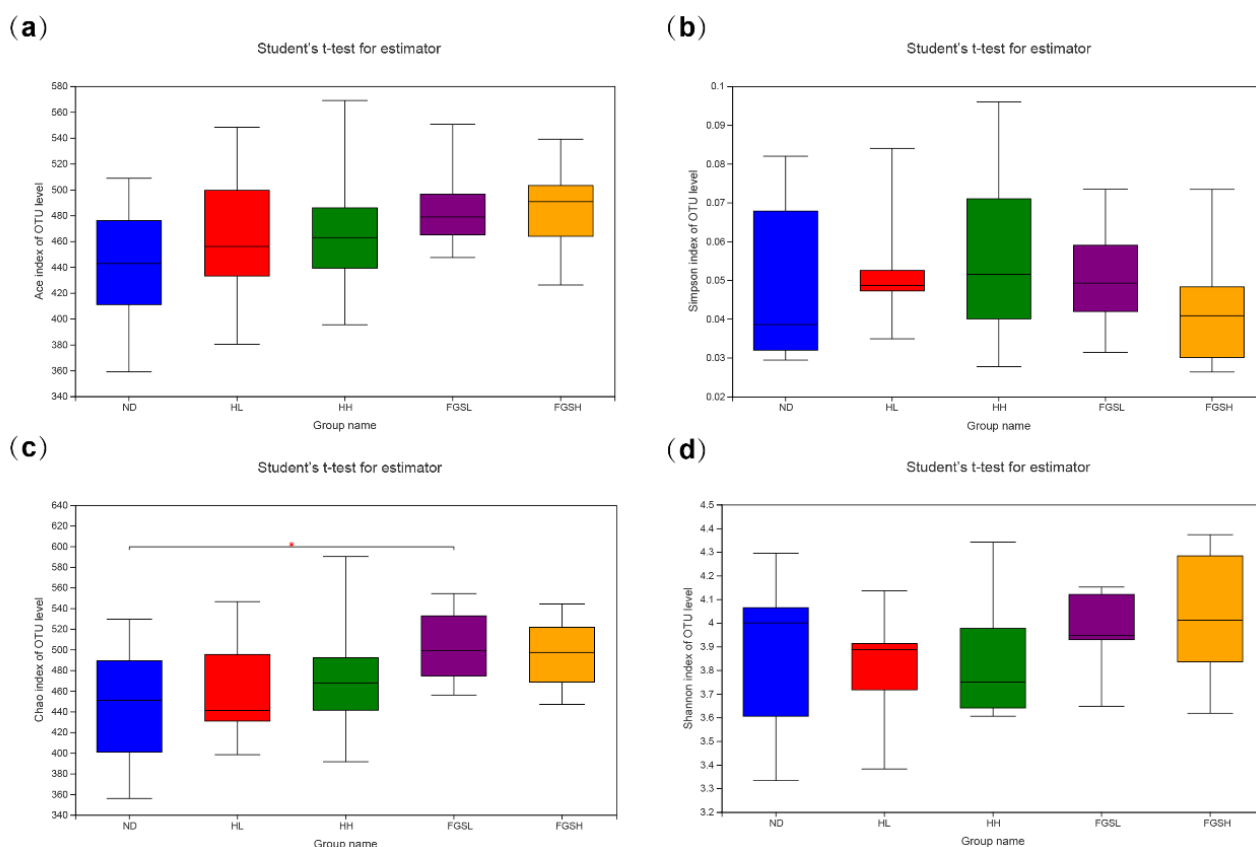 (a)
Student's t-test for estimator
Ace index of OTU level
580
560
540
520
500
480
460
440
420
400
380
360
340
ND HL HH FGSL FGSH
Group name
(b)
Student's t-test for estimator
Simpson index of OTU level
0.1
0.09
0.08
0.07
0.06
0.05
0.04
0.03
0.02
ND HL HH FGSL FGSH
Group name
(c)
Student's t-test for estimator
Chao index of OTU level
640
620
600
580
560
540
520
500
480
460
440
420
400
380
360
340
*
ND HL HH FGSL FGSH
Group name
(d)
Student's t-test for estimator
Shannon index of OTU level
4.5
4.4
4.3
4.2
4.1
4
3.9
3.8
3.7
3.6
3.5
3.4
3.3
3.2
ND HL HH FGSL FGSH
Group name